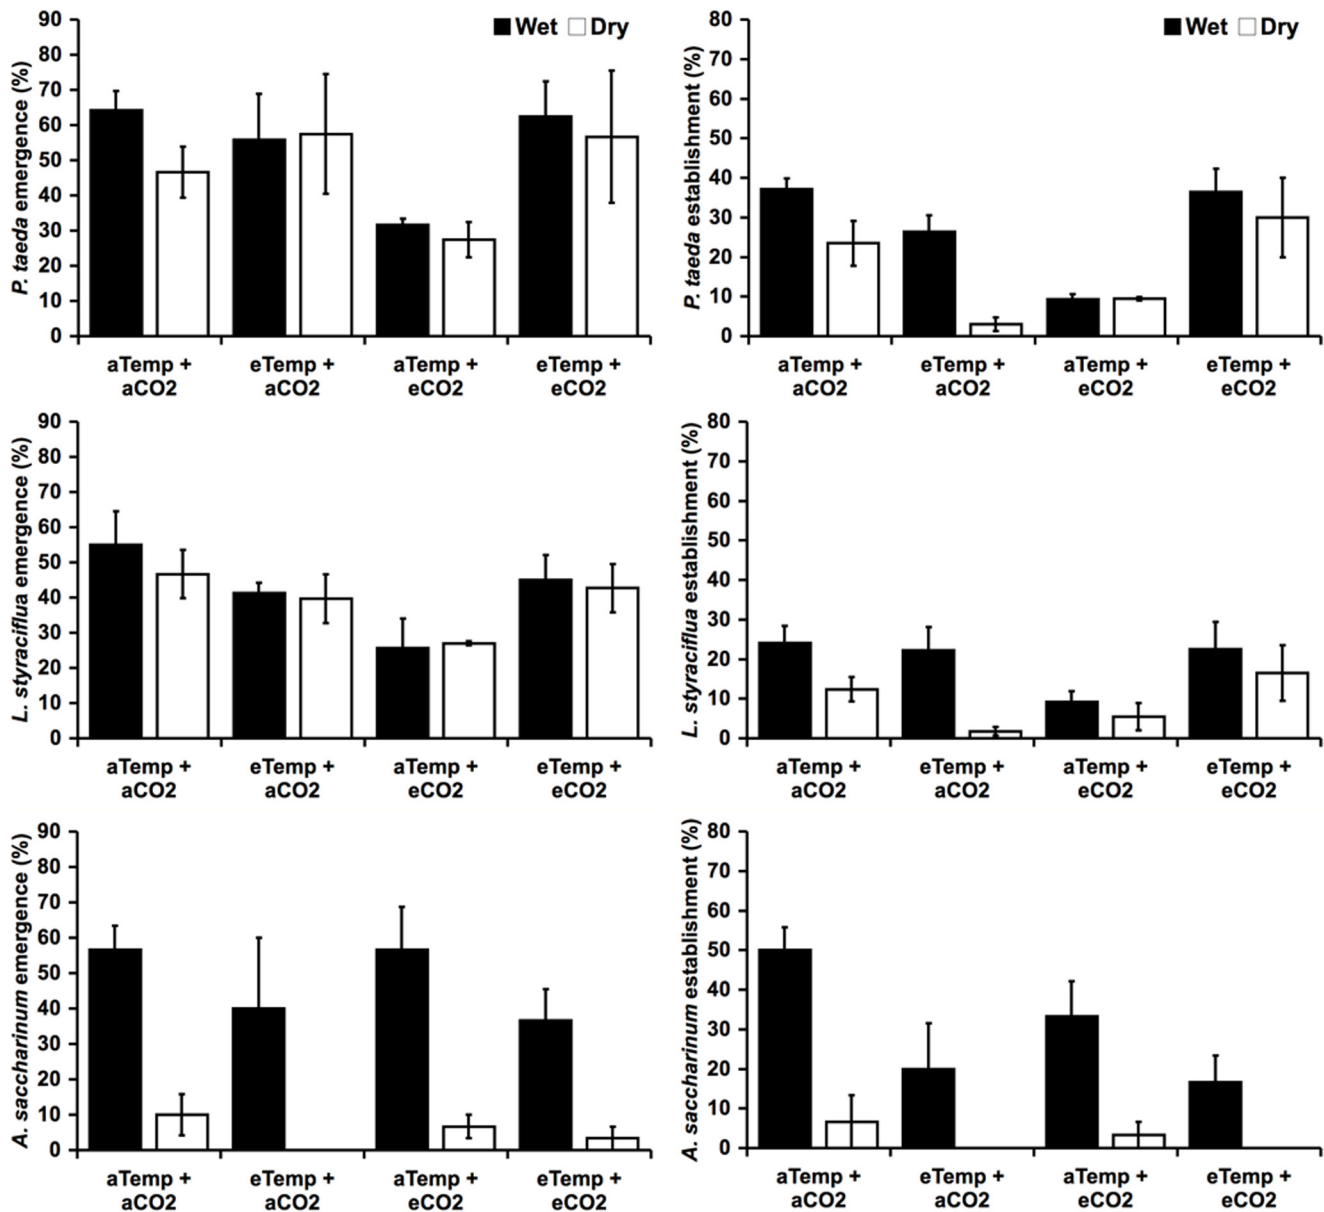 Wet Dry
P. taeda emergence (%)
90
80
70
60
50
40
30
20
10
0
aTemp + eTemp + aTemp + eTemp +
aCO2 aCO2 eCO2 eCO2
Wet Dry
P. taeda establishment (%)
80
70
60
50
40
30
20
10
0
aTemp + eTemp + aTemp + eTemp +
aCO2 aCO2 eCO2 eCO2
L. styraciflua emergence (%)
90
80
70
60
50
40
30
20
10
0
aTemp + eTemp + aTemp + eTemp +
aCO2 aCO2 eCO2 eCO2
L. styraciflua establishment (%)
80
70
60
50
40
30
20
10
0
aTemp + eTemp + aTemp + eTemp +
aCO2 aCO2 eCO2 eCO2
A. saccharinum emergence (%)
90
80
70
60
50
40
30
20
10
0
aTemp + eTemp + aTemp + eTemp +
aCO2 aCO2 eCO2 eCO2
A. saccharinum establishment (%)
80
70
60
50
40
30
20
10
0
aTemp + eTemp + aTemp + eTemp +
aCO2 aCO2 eCO2 eCO2